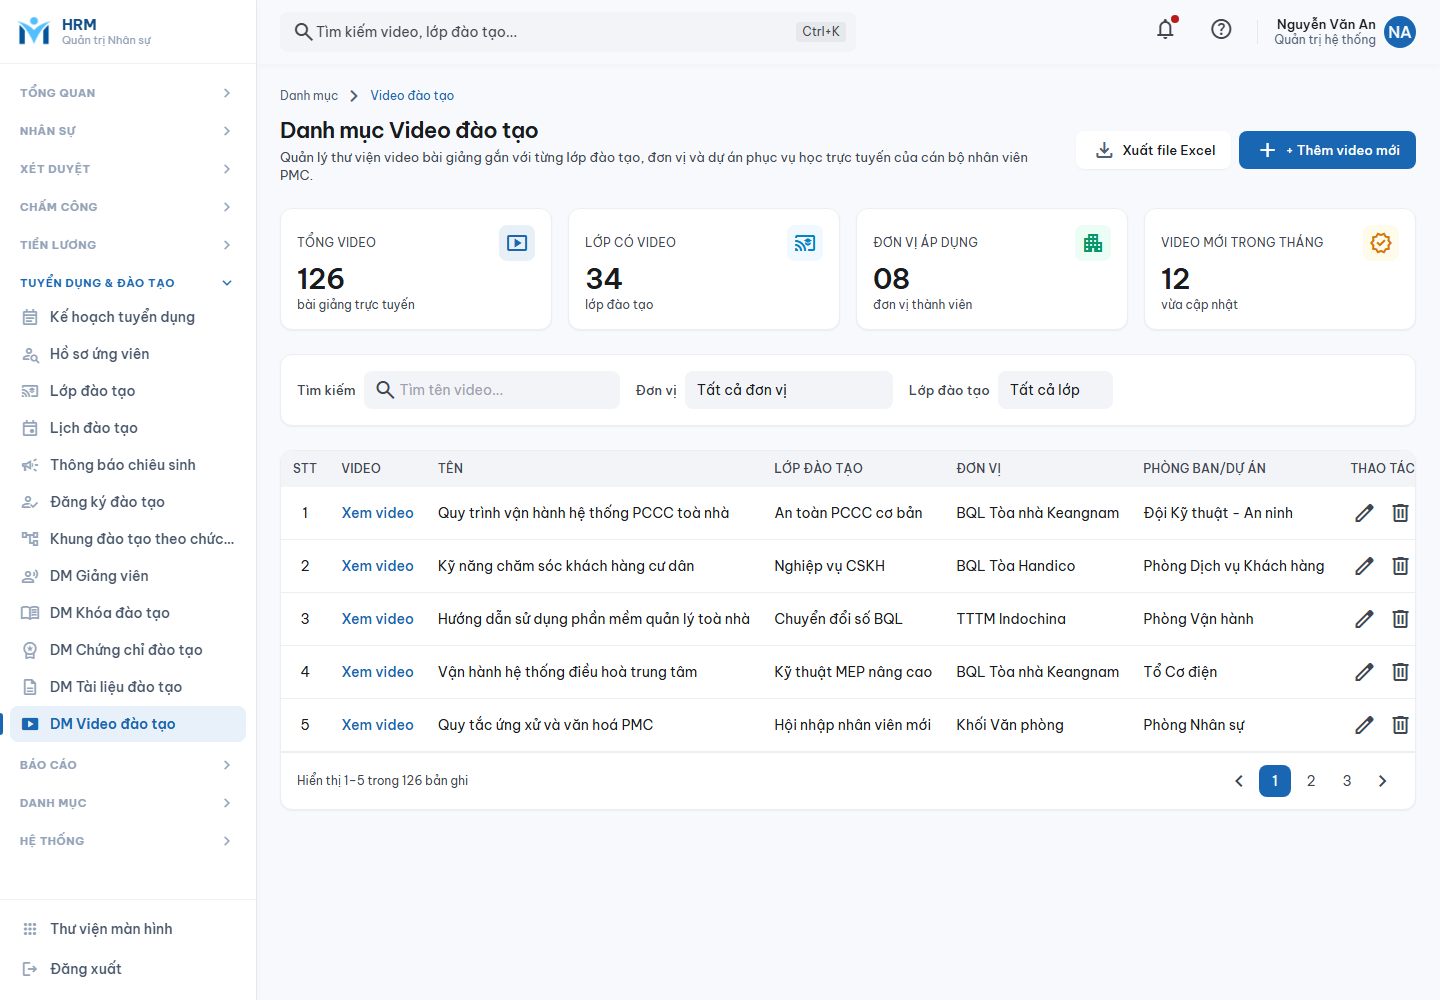 HRM
Quản trị Nhân sự
TỔNG QUAN
NHÂN SỰ
XÉT DUYỆT
CHẤM CÔNG
TIỀN LƯƠNG
TUYỂN DỤNG & ĐÀO TẠO
Kế hoạch tuyển dụng
Hồ sơ ứng viên
Lớp đào tạo
Lịch đào tạo
Thông báo chiêu sinh
Đăng ký đào tạo
Khung đào tạo theo chức...
DM Giảng viên
DM Khóa đào tạo
DM Chứng chỉ đào tạo
DM Tài liệu đào tạo
DM Video đào tạo
BÁO CÁO
DANH MỤC
HỆ THỐNG
Thư viện màn hình
Đăng xuất
Tìm kiếm video, lớp đào tạo... Ctrl+K
Nguyễn Văn An
Quản trị hệ thống
NA
Danh mục Video đào tạo
Danh mục Video đào tạo
Quản lý thư viện video bài giảng gắn với từng lớp đào tạo, đơn vị và dự án phục vụ học trực tuyến của cán bộ nhân viên
PMC.
Xuất file Excel
+ Thêm video mới
TỔNG VIDEO
126
bài giảng trực tuyến
LỚP CÓ VIDEO
34
lớp đào tạo
ĐƠN VỊ ÁP DỤNG
08
đơn vị thành viên
VIDEO MỚI TRONG THÁNG
12
vừa cập nhật
Tìm kiếm Tìm tên video... Đơn vị Tất cả đơn vị Lớp đào tạo Tất cả lớp
STT VIDEO TÊN LỚP ĐÀO TẠO ĐƠN VỊ PHÒNG BAN/DỰ ÁN THAO TÁC
1 Xem video Quy trình vận hành hệ thống PCCC toà nhà An toàn PCCC cơ bản BQL Tòa nhà Keangnam Đội Kỹ thuật - An ninh
2 Xem video Kỹ năng chăm sóc khách hàng cư dân Nghiệp vụ CSKH BQL Tòa Handico Phòng Dịch vụ Khách hàng
3 Xem video Hướng dẫn sử dụng phần mềm quản lý toà nhà Chuyển đổi số BQL TTTM Indochina Phòng Vận hành
4 Xem video Vận hành hệ thống điều hoà trung tâm Kỹ thuật MEP nâng cao BQL Tòa nhà Keangnam Tổ Cơ điện
5 Xem video Quy tắc ứng xử và văn hoá PMC Hội nhập nhân viên mới Khối Văn phòng Phòng Nhân sự
Hiển thị 1–5 trong 126 bản ghi
1 2 3